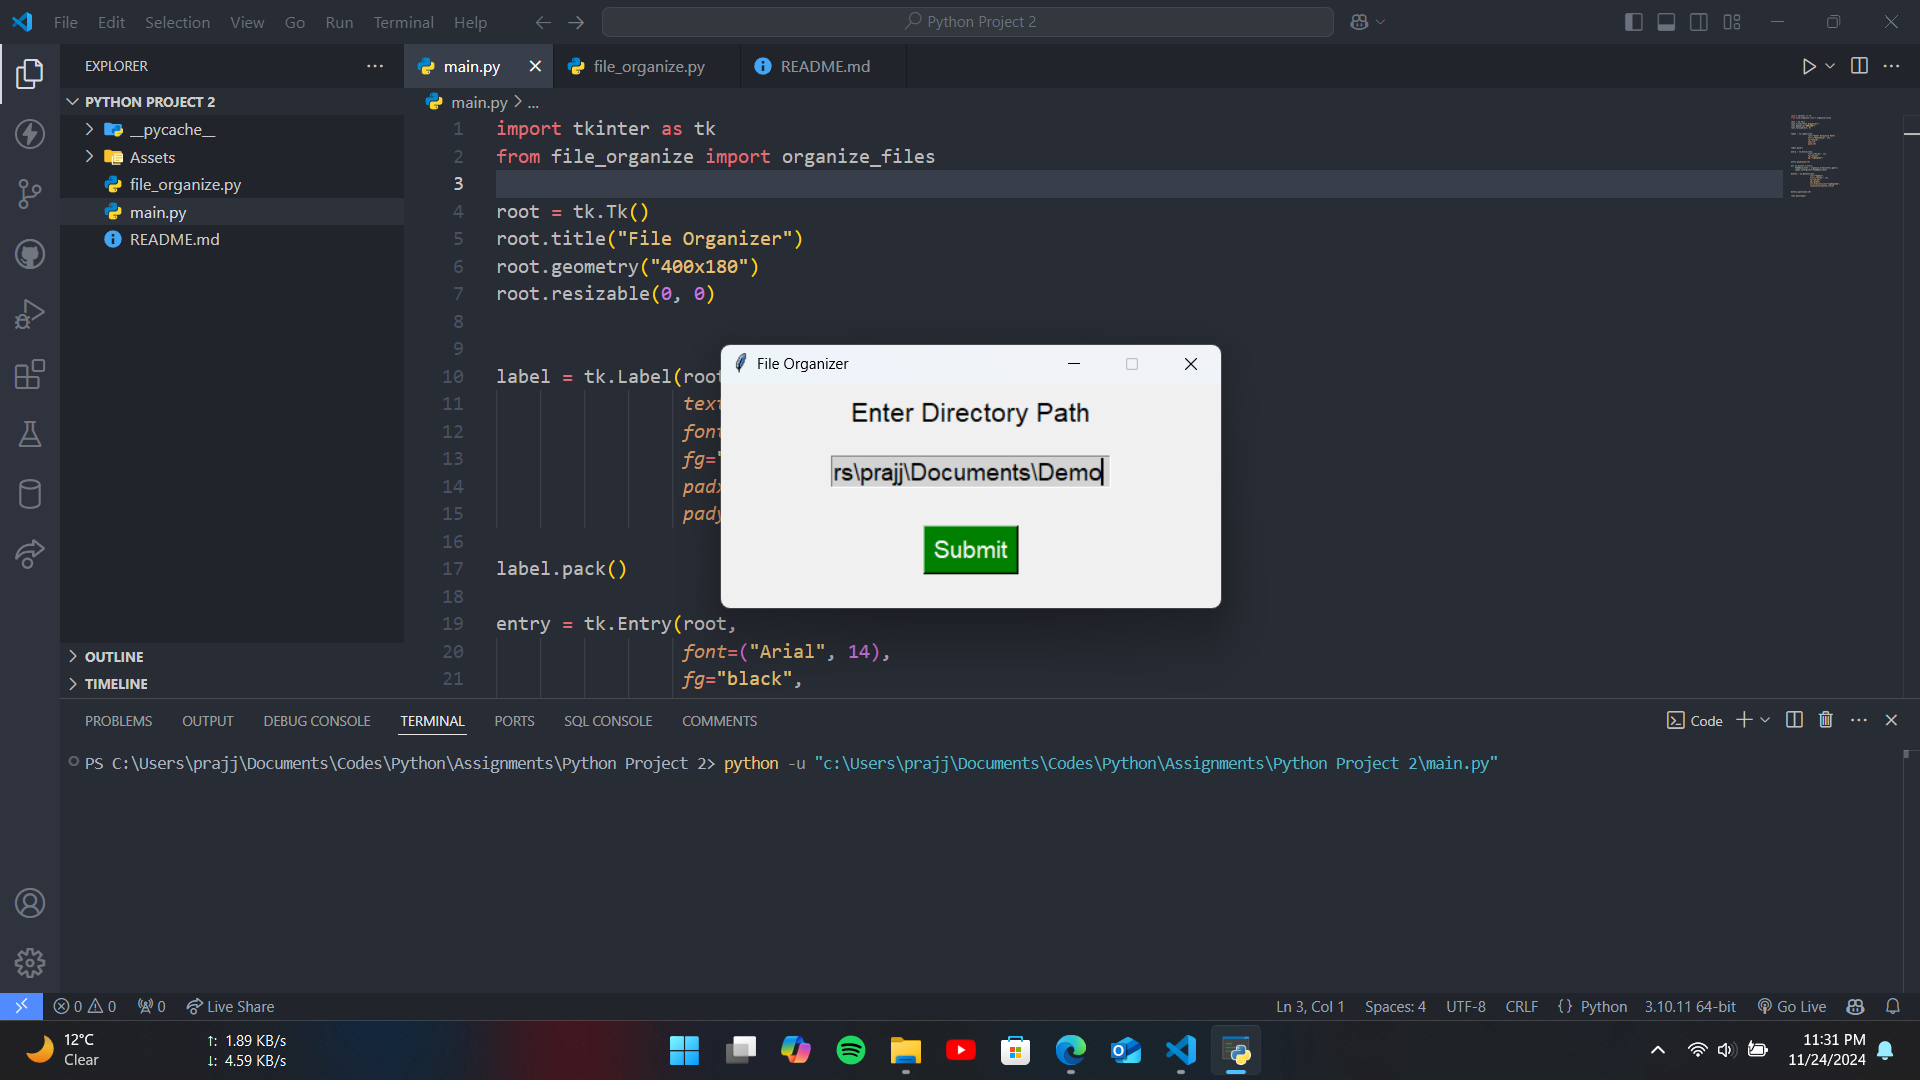 File Edit Selection View Go Run Terminal Help
Python Project 2
EXPLORER
PYTHON PROJECT 2
__pycache__
Assets
file_organize.py
main.py
README.md
OUTLINE
TIMELINE
main.py file_organize.py README.md
main.py > ...
1 import tkinter as tk
2 from file_organize import organize_files
3
4 root = tk.Tk()
5 root.title("File Organizer")
6 root.geometry("400x180")
7 root.resizable(0, 0)
8
9
10 label = tk.Label(root
11 text
12 font
13 fg="
14 padx
15 pady
16
17 label.pack()
18
19 entry = tk.Entry(root,
20 font=("Arial", 14),
21 fg="black",
File Organizer
Enter Directory Path
rs\prajj\Documents\Demo
Submit
PROBLEMS OUTPUT DEBUG CONSOLE TERMINAL PORTS SQL CONSOLE COMMENTS
Code
PS C:\Users\prajj\Documents\Codes\Python\Assignments\Python Project 2> python -u "c:\Users\prajj\Documents\Codes\Python\Assignments\Python Project 2\main.py"
0 0 0 Live Share
Ln 3, Col 1 Spaces: 4 UTF-8 CRLF {} Python 3.10.11 64-bit Go Live
12°C
Clear
↑: 1.89 KB/s
↓: 4.59 KB/s
11:31 PM
11/24/2024